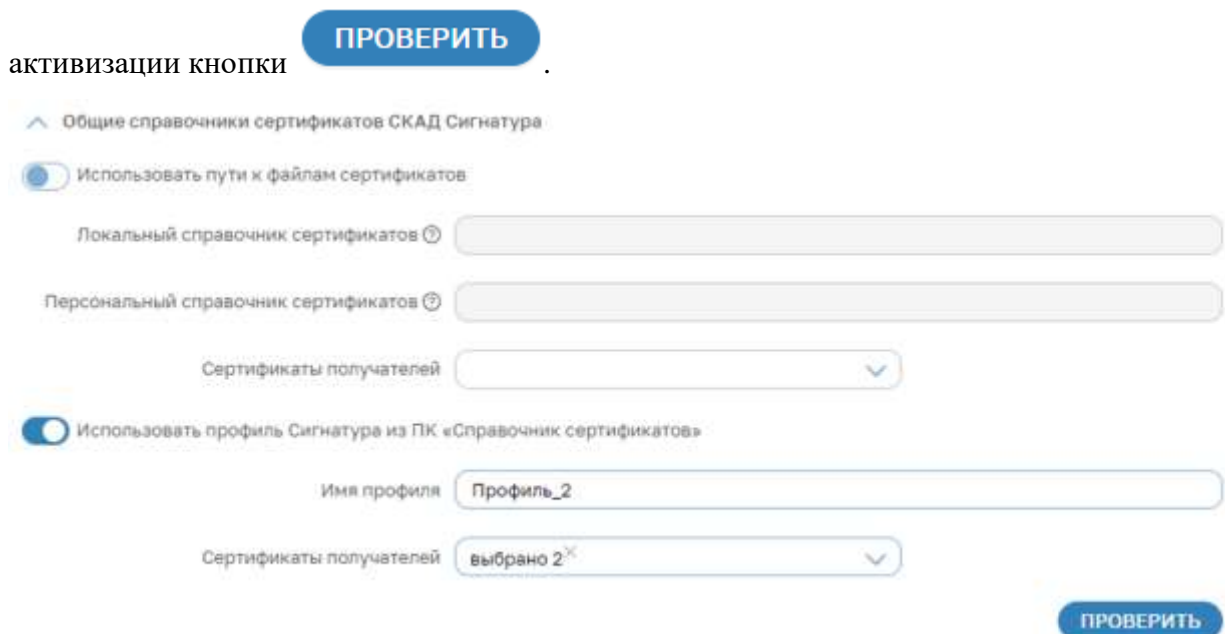 активизации кнопки ПРОВЕРИТЬ .
Общие справочники сертификатов СКАД Сигнатура
Использовать пути к файлам сертификатов
Локальный справочник сертификатов ?
Персональный справочник сертификатов ?
Сертификаты получателей
Использовать профиль Сигнатура из ПК «Справочник сертификатов»
Имя профиля Профиль_2
Сертификаты получателей выбрано 2
ПРОВЕРИТЬ